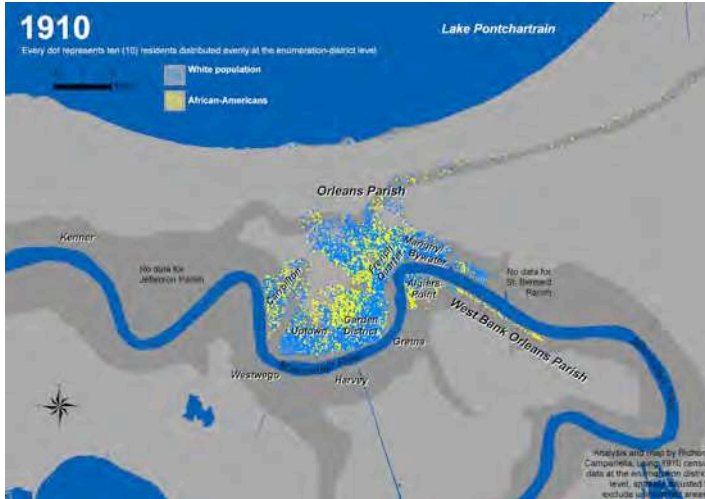 1910
Every dot represents ten (10) residents distributed evenly at the enumeration-district level
Lake Pontchartrain
White population
African-Americans
Orleans Parish
Kenner
No data for
Jefferson Parish
Carrollton
French
Quarter
Marigny/
Bywater
No data for
St. Bernard
Parish
Algiers
Point
West Bank Orleans Parish
Uptown
Garden
District
Gretna
Westwego
Harvey
Analysis and map by Richard
Campanella, using 1910 census
data at the enumeration district
level, adjusted
exclude areas